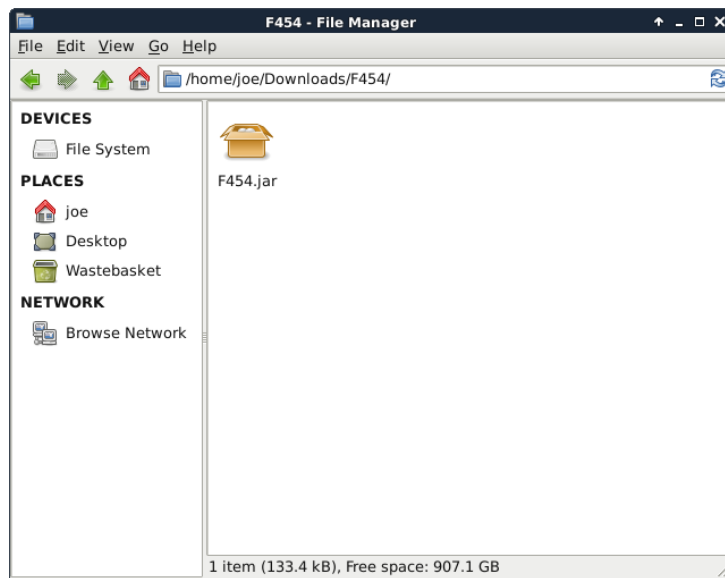 F454 - File Manager
File Edit View Go Help
/home/joe/Downloads/F454/
DEVICES
File System
PLACES
joe
Desktop
Wastebasket
NETWORK
Browse Network
F454.jar
1 item (133.4 kB), Free space: 907.1 GB